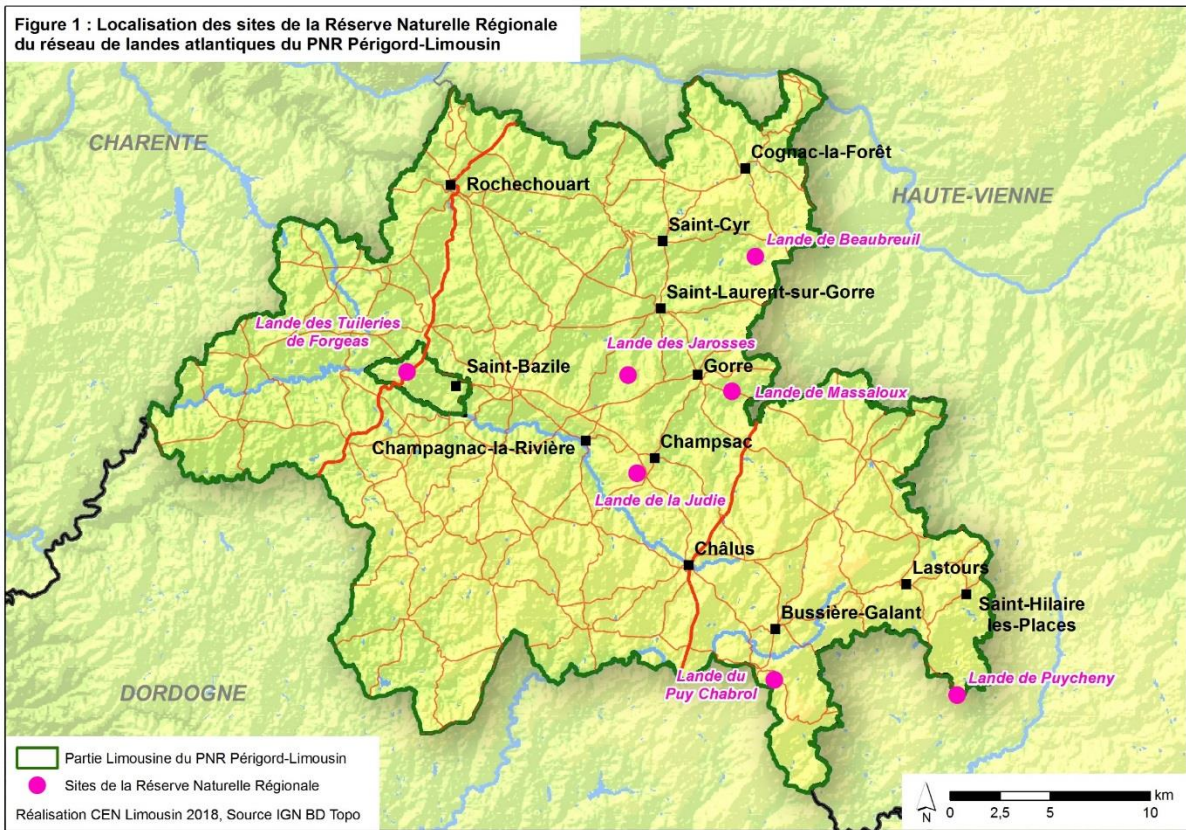 Figure 1 : Localisation des sites de la Réserve Naturelle Régionale
du réseau de landes atlantiques du PNR Périgord-Limousin
CHARENTE
Cognac-la-Forêt
Rochechouart
HAUTE-VIENNE
Saint-Cyr
Lande de Beaubreuil
Saint-Laurent-sur-Gorre
Lande des Tuileries
de Forgeas
Lande des Jarosses
Saint-Bazile
Gorre
Lande de Massaloux
Champagnac-la-Rivière
Champsac
Lande de la Judie
Châlus
Lastours
Saint-Hilaire
les-Places
Bussière-Galant
Lande du
Puy Chabrol
Lande de Puycheny
DORDOGNE
Partie Limousine du PNR Périgord-Limousin
Sites de la Réserve Naturelle Régionale
Réalisation CEN Limousin 2018, Source IGN BD Topo
N
km
0 2,5 5 10